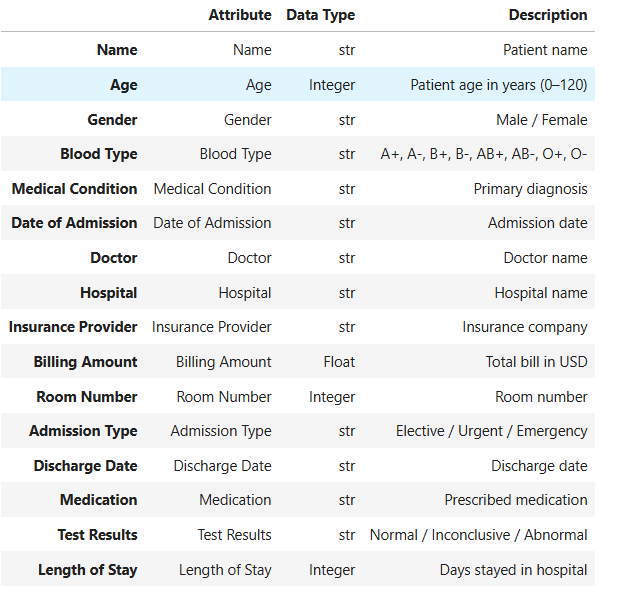 Attribute Data Type Description
Name Name str Patient name
Age Age Integer Patient age in years (0–120)
Gender Gender str Male / Female
Blood Type Blood Type str A+, A-, B+, B-, AB+, AB-, O+, O-
Medical Condition Medical Condition str Primary diagnosis
Date of Admission Date of Admission str Admission date
Doctor Doctor str Doctor name
Hospital Hospital str Hospital name
Insurance Provider Insurance Provider str Insurance company
Billing Amount Billing Amount Float Total bill in USD
Room Number Room Number Integer Room number
Admission Type Admission Type str Elective / Urgent / Emergency
Discharge Date Discharge Date str Discharge date
Medication Medication str Prescribed medication
Test Results Test Results str Normal / Inconclusive / Abnormal
Length of Stay Length of Stay Integer Days stayed in hospital